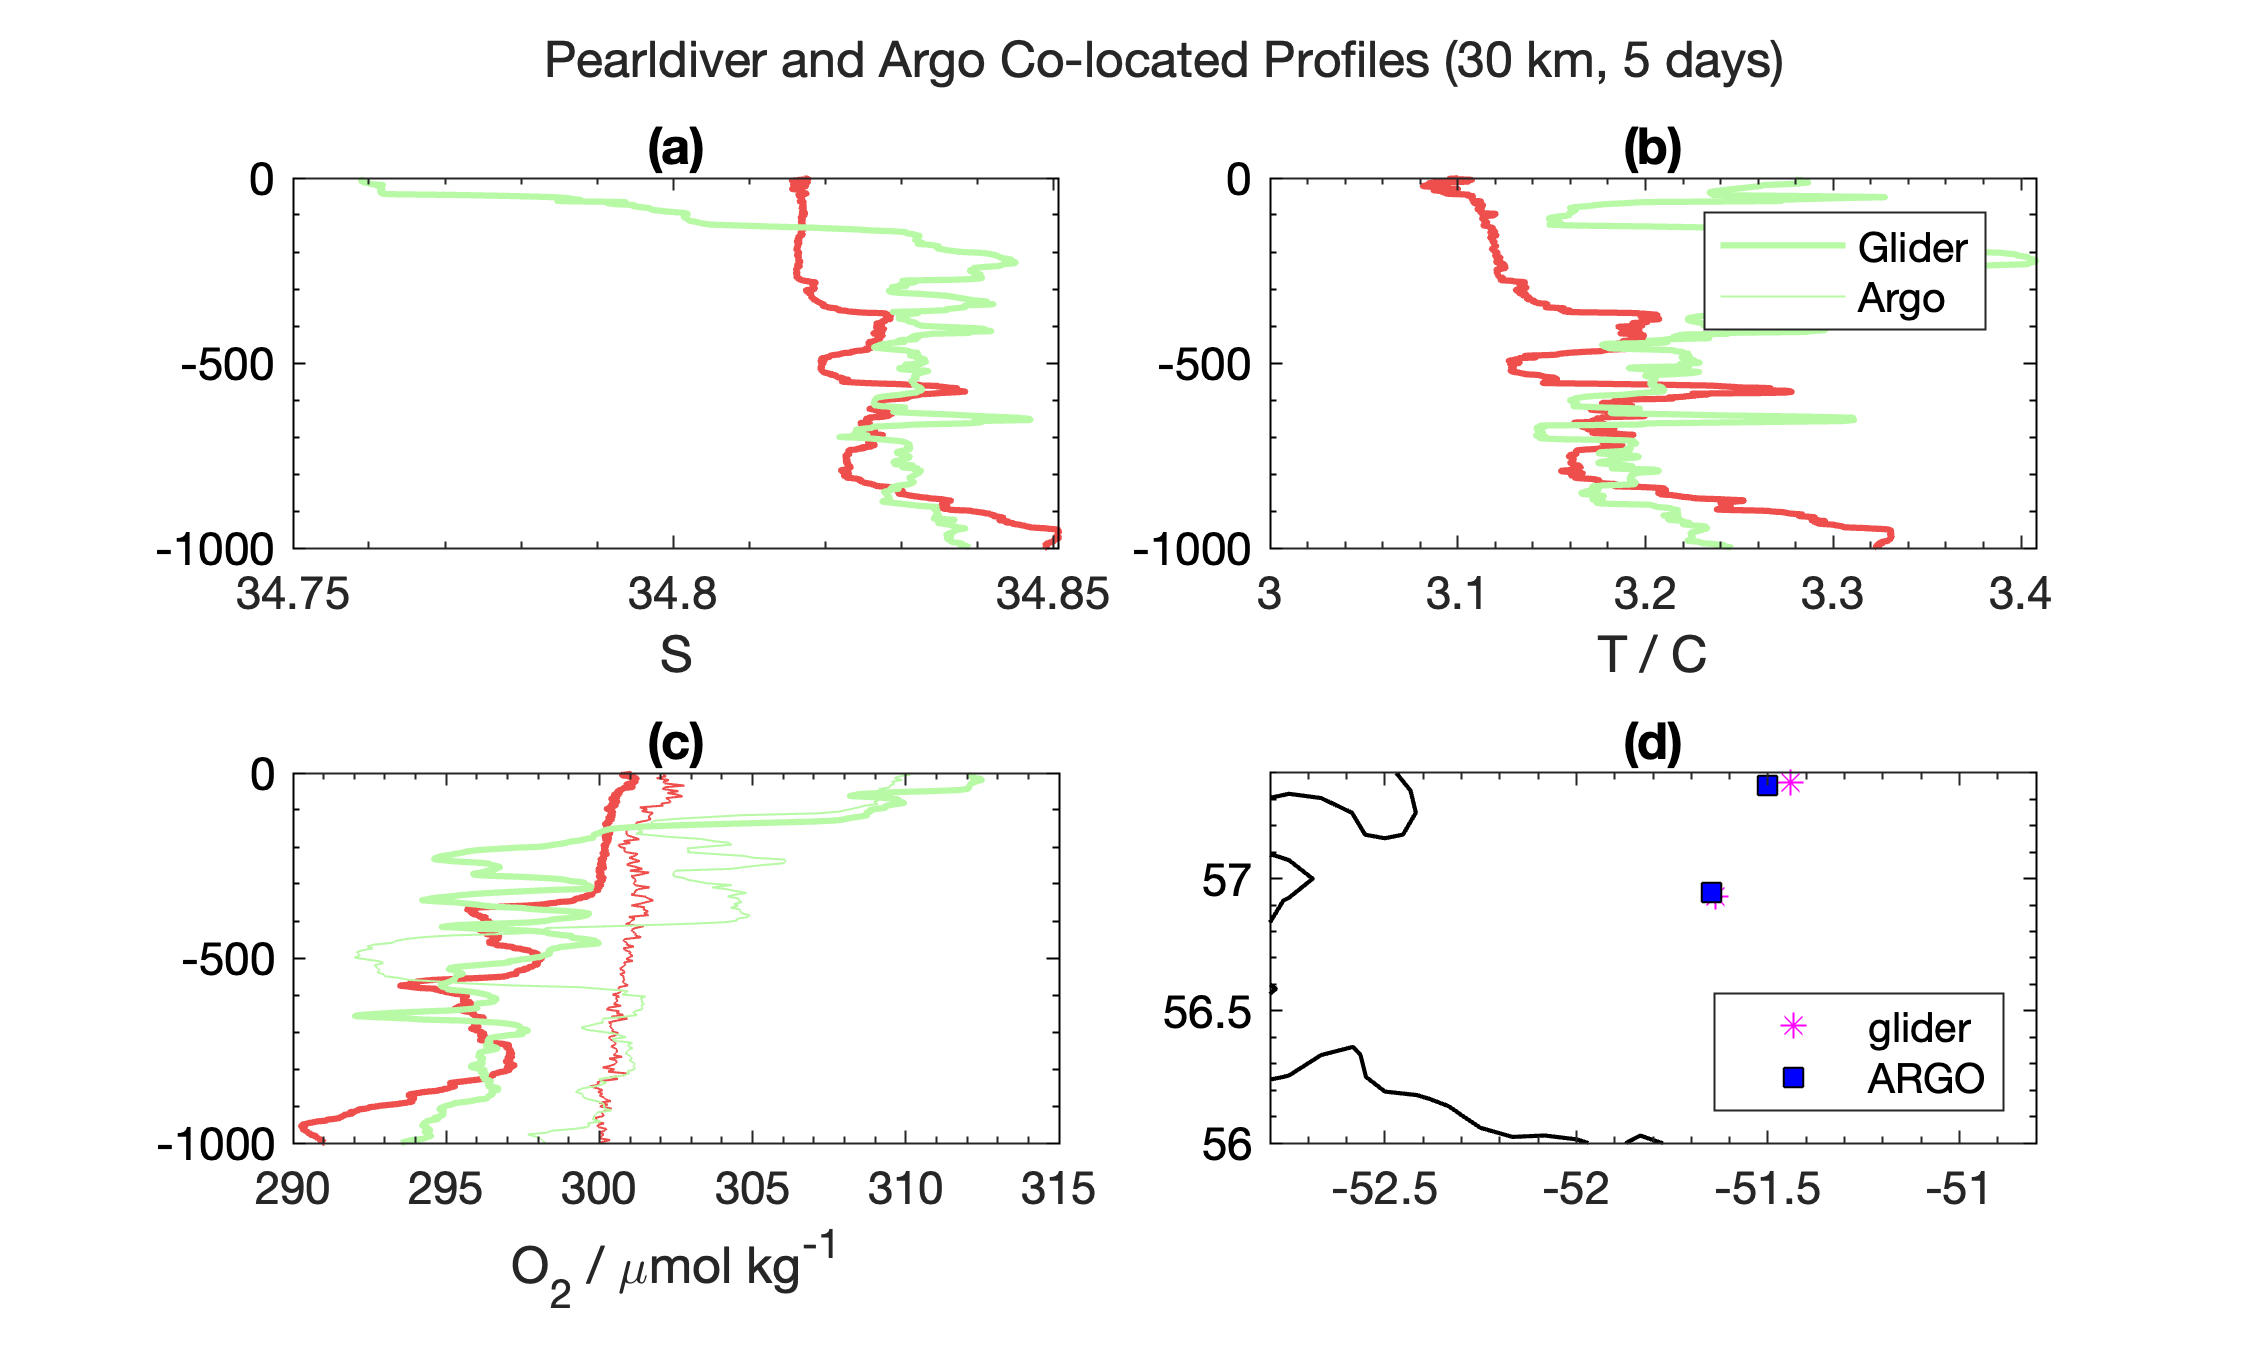 Pearldiver and Argo Co-located Profiles (30 km, 5 days)
(a)
0
-500
-1000
34.75 34.8 34.85
S
(b)
0
-500
-1000
3 3.1 3.2 3.3 3.4
T / C
Glider
Argo
(c)
0
-500
-1000
290 295 300 305 310 315
O2 / μmol kg-1
(d)
57
56.5
56
-52.5 -52 -51.5 -51
glider
ARGO